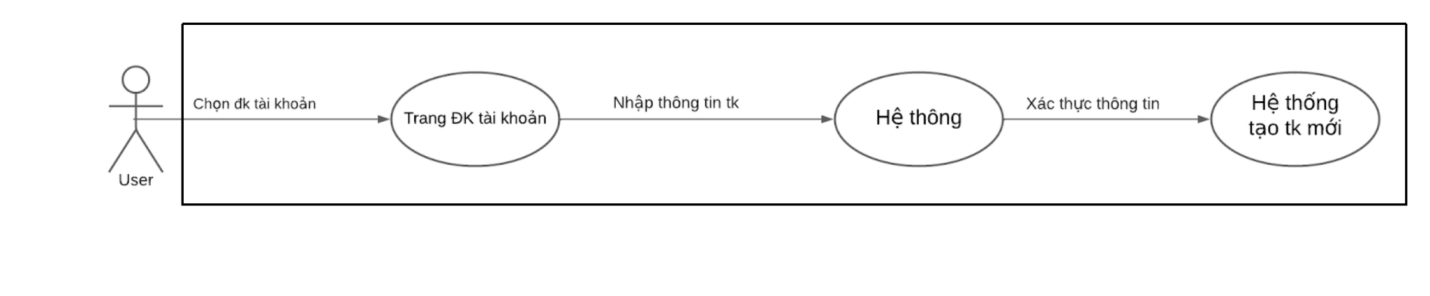 Chọn đk tài khoản
Nhập thông tin tk
Xác thực thông tin
Trang ĐK tài khoản
Hệ thông
Hệ thống
tạo tk mới
User